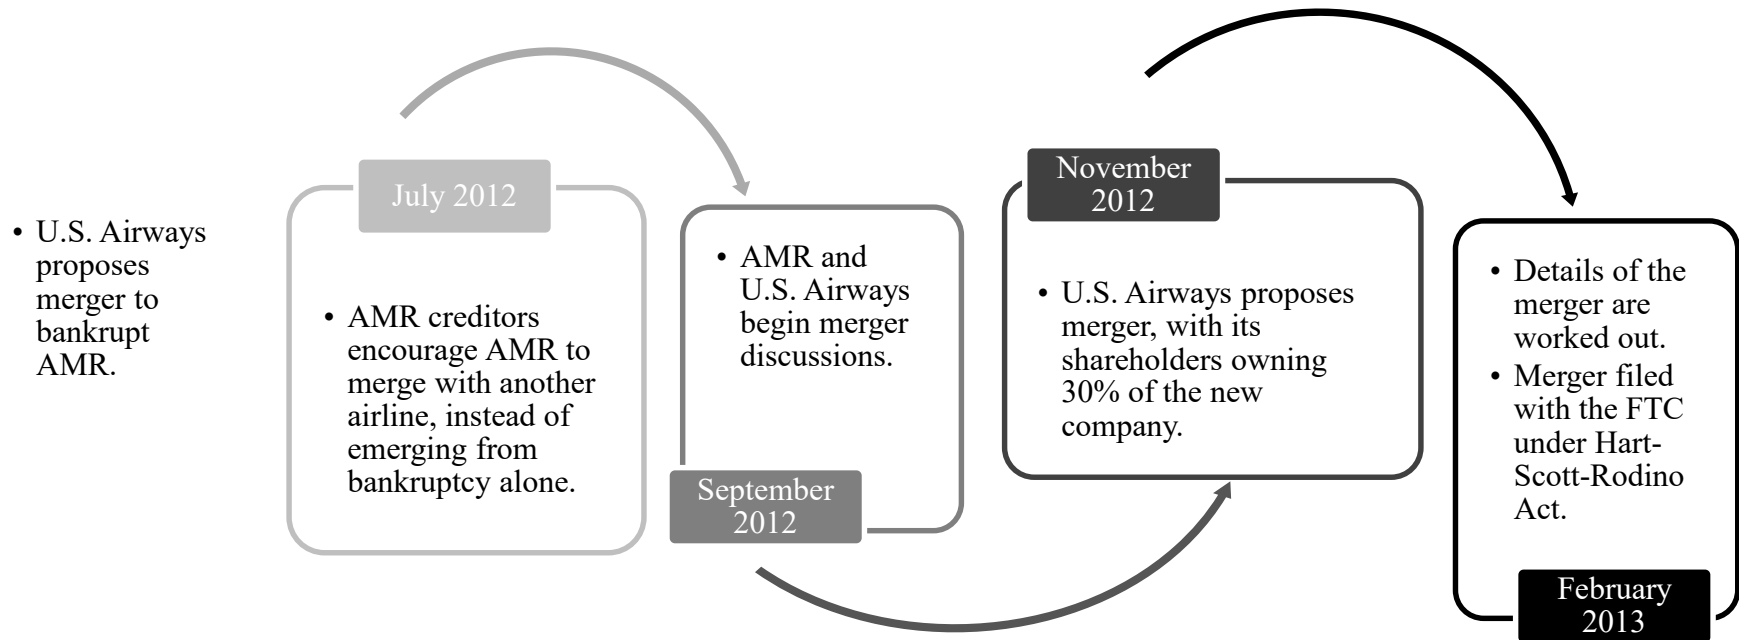 • U.S. Airways
proposes
merger to
bankrupt
AMR.
July 2012
• AMR creditors
encourage AMR to
merge with another
airline, instead of
emerging from
bankruptcy alone.
• AMR and
U.S. Airways
begin merger
discussions.
September
2012
November
2012
• U.S. Airways proposes
merger, with its
shareholders owning
30% of the new
company.
• Details of the
merger are
worked out.
• Merger filed
with the FTC
under Hart-
Scott-Rodino
Act.
February
2013